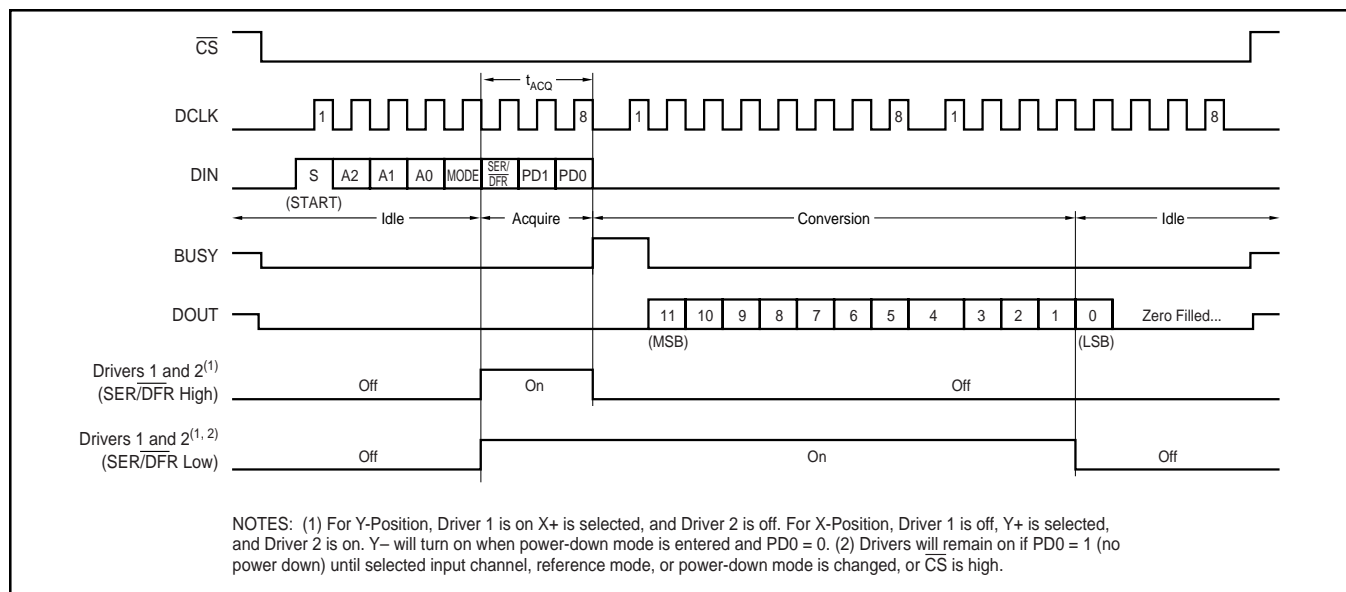 CS
tACQ
DCLK 1 8 1 8 1 8
DIN S A2 A1 A0 MODE SER/DFR PD1 PD0
(START)
Idle Acquire Conversion Idle
BUSY
DOUT 11 10 9 8 7 6 5 4 3 2 1 0 Zero Filled...
(MSB) (LSB)
Drivers 1 and 2(1)
(SER/DFR High) Off On Off
Drivers 1 and 2(1, 2)
(SER/DFR Low) Off On Off
NOTES: (1) For Y-Position, Driver 1 is on X+ is selected, and Driver 2 is off. For X-Position, Driver 1 is off, Y+ is selected,
and Driver 2 is on. Y– will turn on when power-down mode is entered and PD0 = 0. (2) Drivers will remain on if PD0 = 1 (no
power down) until selected input channel, reference mode, or power-down mode is changed, or CS is high.